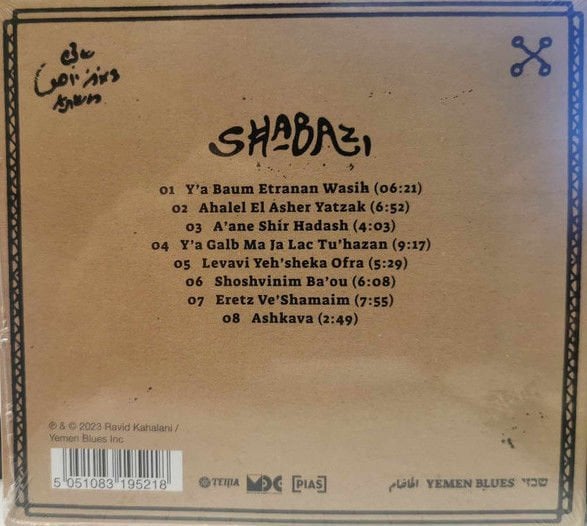 SHABAZI
01 Y'a Baum Etranan Wasih (06:21)
02 Ahalel El Asher Yatzak (6:52)
03 A'ane Shir Hadash (4:03)
04 Y'a Galb Ma Ja Lac Tu'hazan (9:17)
05 Levavi Yeh'sheka Ofra (5:29)
06 Shoshvinim Ba'ou (6:08)
07 Eretz Ve'Shamaim (7:55)
08 Ashkava (2:49)
℗ & © 2023 Ravid Kahalani /
Yemen Blues Inc
5 051083 195218
MDC [PIAS] YEMEN BLUES שבזי